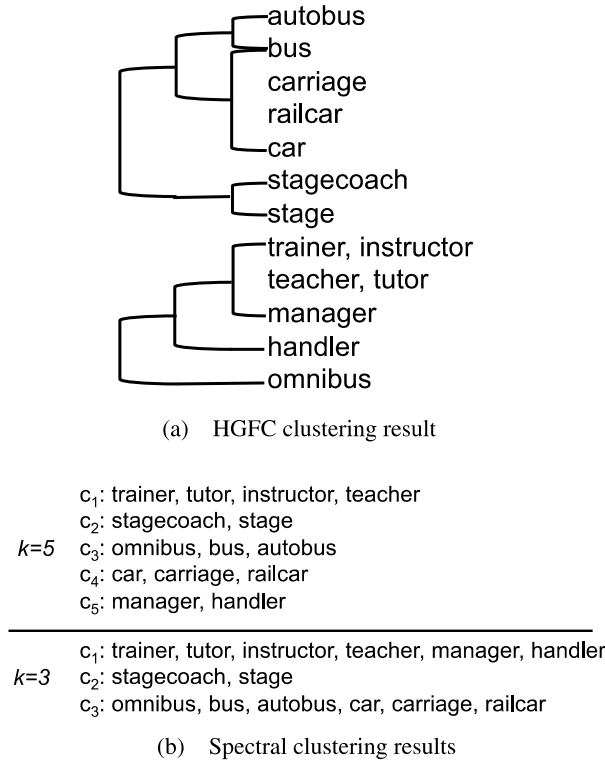 autobus
bus
carriage
railcar
car
stagecoach
stage
trainer, instructor
teacher, tutor
manager
handler
omnibus
(a) HGFC clustering result
c₁: trainer, tutor, instructor, teacher
c₂: stagecoach, stage
k=5 c₃: omnibus, bus, autobus
c₄: car, carriage, railcar
c₅: manager, handler
c₁: trainer, tutor, instructor, teacher, manager, handler
k=3 c₂: stagecoach, stage
c₃: omnibus, bus, autobus, car, carriage, railcar
(b) Spectral clustering results